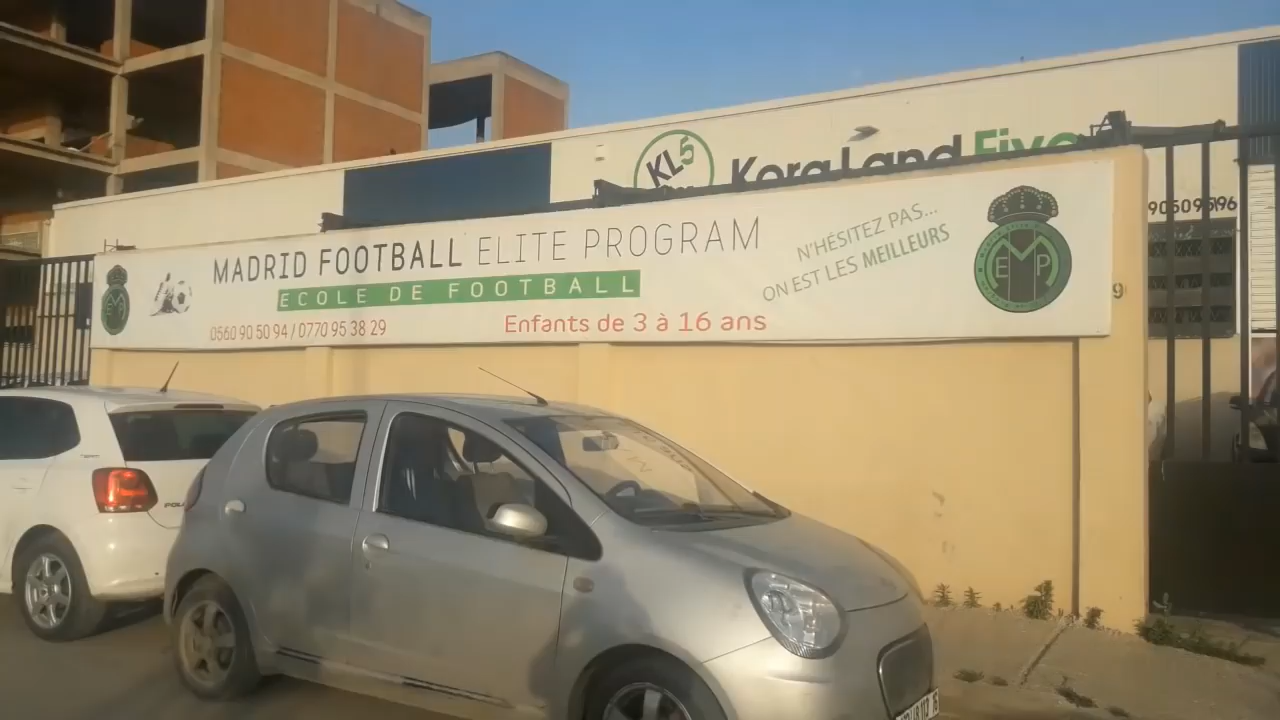 KL5
Kora Land Five
MADRID FOOTBALL ELITE PROGRAM
ECOLE DE FOOTBALL
0560 90 50 94 / 0770 95 38 29
Enfants de 3 à 16 ans
N'HÉSITEZ PAS...
ON EST LES MEILLEURS
EMP
POLO